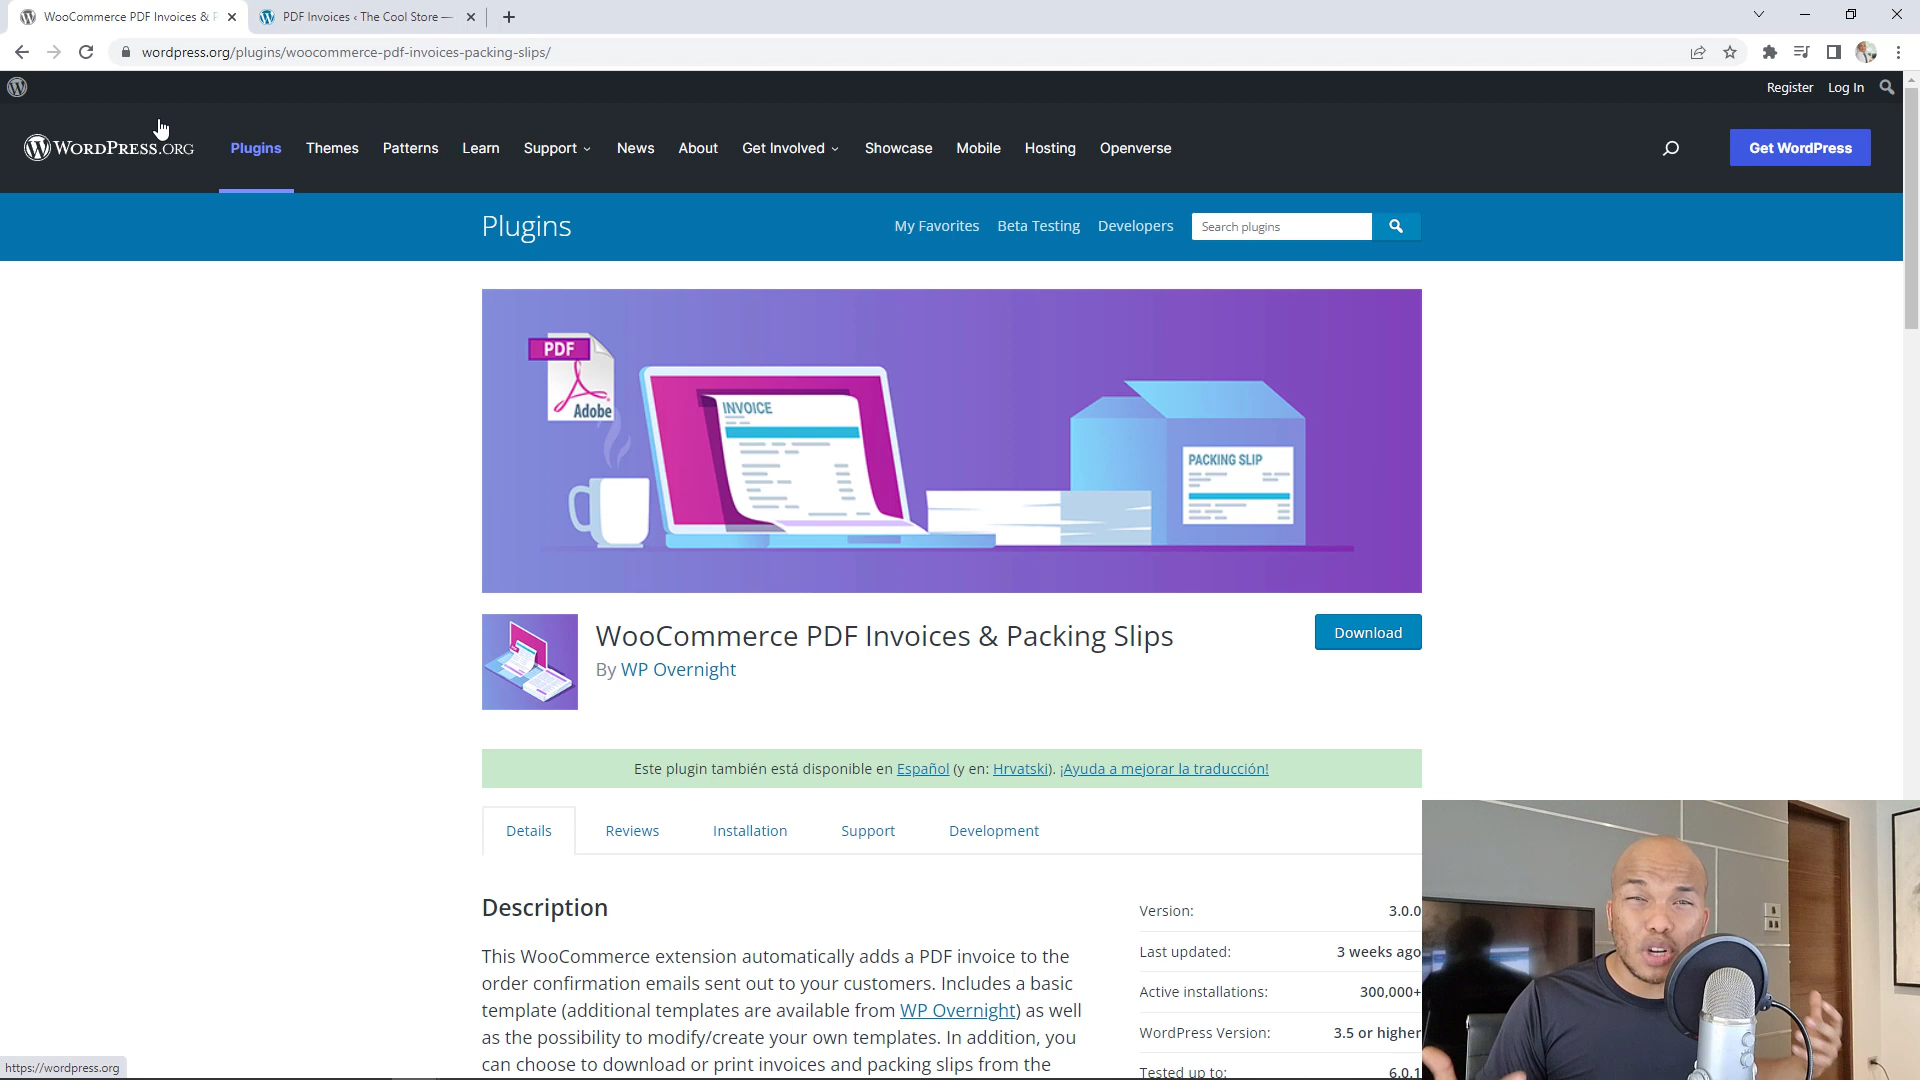 WooCommerce PDF Invoices & P
PDF Invoices ‹ The Cool Store —
wordpress.org/plugins/woocommerce-pdf-invoices-packing-slips/
Register Log In
WORDPRESS.ORG Plugins Themes Patterns Learn Support News About Get Involved Showcase Mobile Hosting Openverse Get WordPress
Plugins My Favorites Beta Testing Developers Search plugins
PDF
Adobe
INVOICE
PACKING SLIP
WooCommerce PDF Invoices & Packing Slips
Download
By WP Overnight
Este plugin también está disponible en Español (y en: Hrvatski). ¡Ayuda a mejorar la traducción!
Details Reviews Installation Support Development
Description
This WooCommerce extension automatically adds a PDF invoice to the
order confirmation emails sent out to your customers. Includes a basic
template (additional templates are available from WP Overnight) as well
as the possibility to modify/create your own templates. In addition, you
can choose to download or print invoices and packing slips from the
Version: 3.0.0
Last updated: 3 weeks ago
Active installations: 300,000+
WordPress Version: 3.5 or higher
Tested up to: 6.0.1
https://wordpress.org